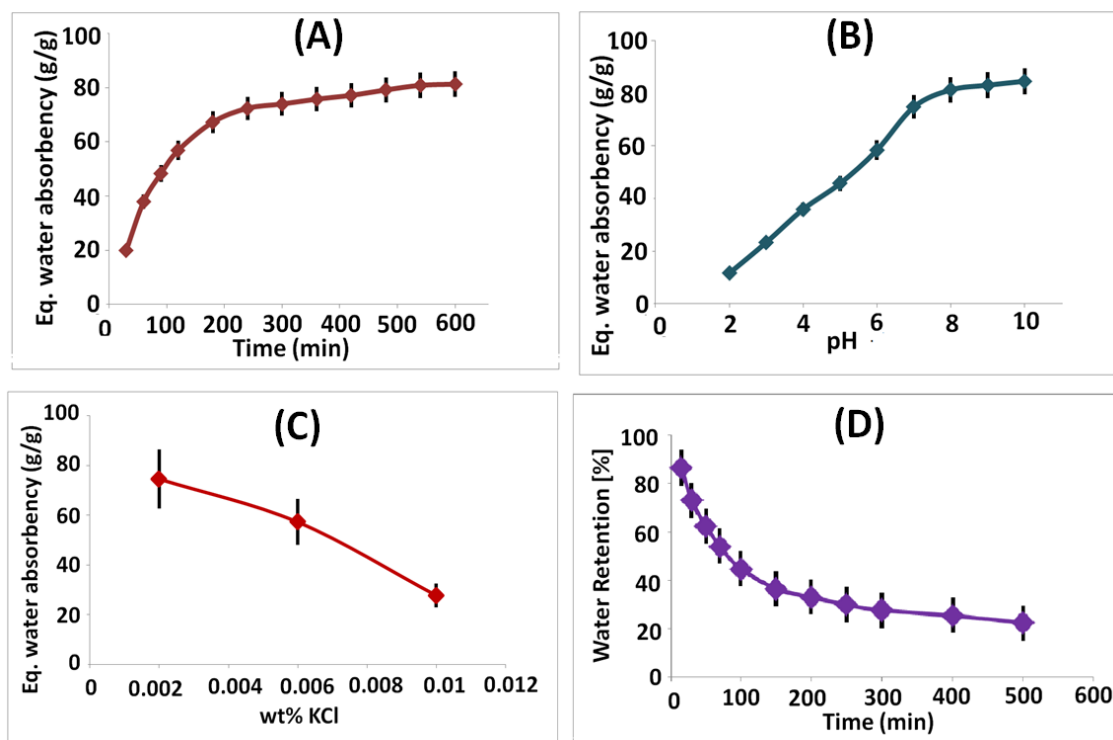 (A)
Eq. water absorbency (g/g)
100
80
60
40
20
0
0 100 200 300 400 500 600
Time (min)
(B)
Eq. water absorbency (g/g)
100
80
60
40
20
0
0 2 4 6 8 10
pH
(C)
Eq. water absorbency (g/g)
100
80
60
40
20
0
0 0.002 0.004 0.006 0.008 0.01 0.012
wt% KCl
(D)
Water Retention [%]
100
80
60
40
20
0
0 100 200 300 400 500 600
Time (min)